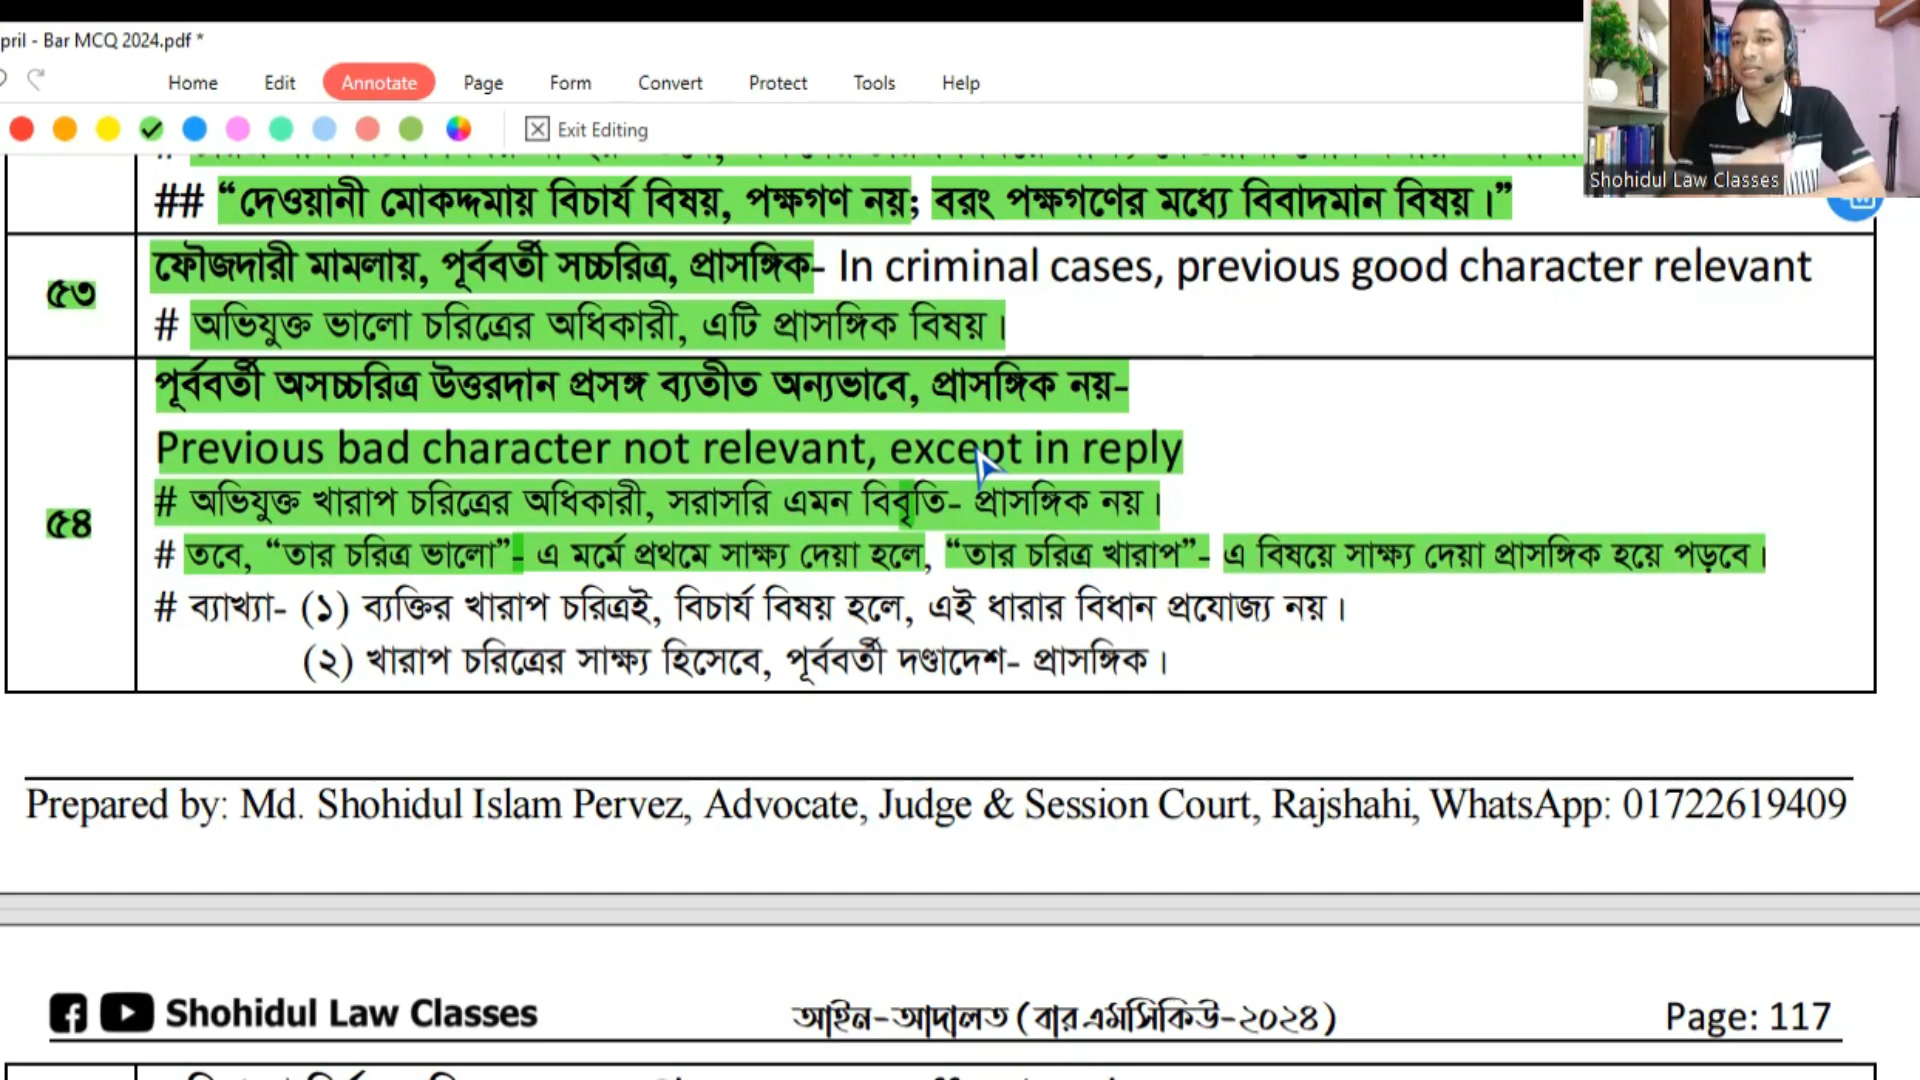 pril - Bar MCQ 2024.pdf *
Home Edit Annotate Page Form Convert Protect Tools Help
Exit Editing
Shohidul Law Classes
## “দেওয়ানী মোকদ্দমায় বিচার্য বিষয়, পক্ষগণ নয়; বরং পক্ষগণের মধ্যে বিবাদমান বিষয়।”
৫৩
ফৌজদারী মামলায়, পূর্ববর্তী সচ্চরিত্র, প্রাসঙ্গিক- In criminal cases, previous good character relevant
# অভিযুক্ত ভালো চরিত্রের অধিকারী, এটি প্রাসঙ্গিক বিষয়।
৫৪
পূর্ববর্তী অসচ্চরিত্র উত্তরদান প্রসঙ্গ ব্যতীত অন্যভাবে, প্রাসঙ্গিক নয়-
Previous bad character not relevant, except in reply
# অভিযুক্ত খারাপ চরিত্রের অধিকারী, সরাসরি এমন বিবৃতি- প্রাসঙ্গিক নয়।
# তবে, “তার চরিত্র ভালো”- এ মর্মে প্রথমে সাক্ষ্য দেয়া হলে, “তার চরিত্র খারাপ”- এ বিষয়ে সাক্ষ্য দেয়া প্রাসঙ্গিক হয়ে পড়বে।
# ব্যাখ্যা- (১) ব্যক্তির খারাপ চরিত্রই, বিচার্য বিষয় হলে, এই ধারার বিধান প্রযোজ্য নয়।
(২) খারাপ চরিত্রের সাক্ষ্য হিসেবে, পূর্ববর্তী দণ্ডাদেশ- প্রাসঙ্গিক।
Prepared by: Md. Shohidul Islam Pervez, Advocate, Judge & Session Court, Rajshahi, WhatsApp: 01722619409
Shohidul Law Classes আইন-আদালত (বার এমসিকিউ-২০২৪) Page: 117